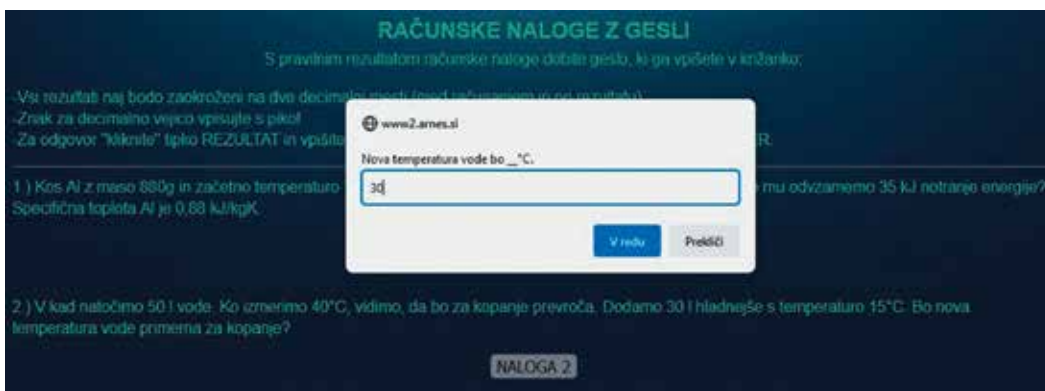 RAČUNSKE NALOGE Z GESLI
S pravilnim rezultatom računske naloge dobite geslo, ki ga vpišete v križanko;
-Vsi rezultati naj bodo zaokroženi na dve decimalni mesti (med računanjem in pri rezultatu)
-Znak za decimalno vejico vpisujte s piko!
-Za odgovor "kliknite" tipko REZULTAT in vpišite
www2.arnes.si
Nova temperatura vode bo __°C.
30
V redu Prekliči
1.) Kos Al z maso 880g in začetno temperaturo mu odvzamemo 35 kJ notranje energije?
Specifična toplota Al je 0,88 kJ/kgK.
2.) V kad natočimo 50 l vode. Ko izmerimo 40°C, vidimo, da bo za kopanje prevroča. Dodamo 30 l hladnejše s temperaturo 15°C. Bo nova
temperatura vode primerna za kopanje?
NALOGA 2